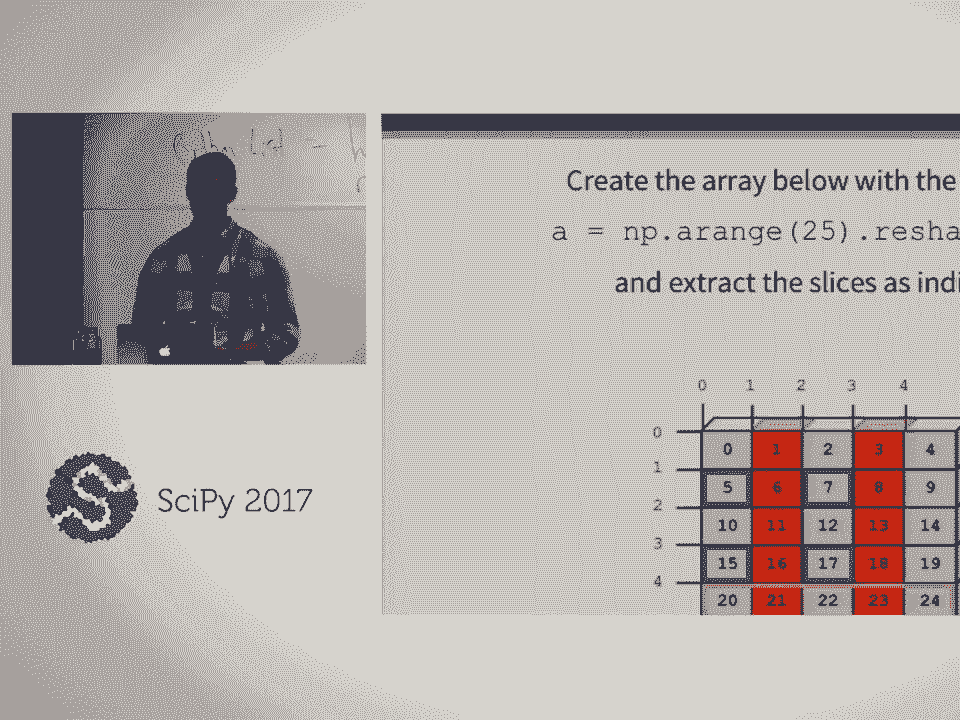 Create the array below with the
a = np.arange(25).resha
and extract the slices as indi
0 1 2 3 4
0
0 1 2 3 4
1
5 6 7 8 9
2
10 11 12 13 14
3
15 16 17 18 19
4
20 21 22 23 24
SciPy 2017